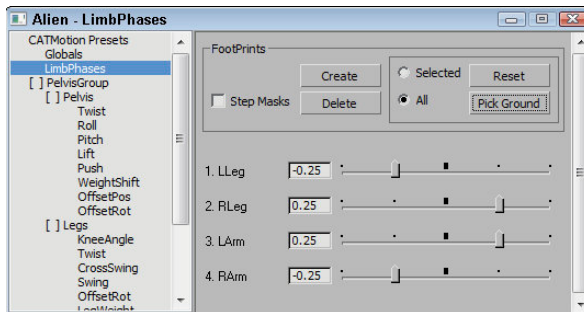 Alien - LimbPhases
CATMotion Presets
Globals
LimbPhases
[ ] PelvisGroup
[ ] Pelvis
Twist
Roll
Pitch
Lift
Push
WeightShift
OffsetPos
OffsetRot
[ ] Legs
KneeAngle
Twist
CrossSwing
Swing
OffsetRot
LegWeight
FootPrints
Create
Step Masks
Delete
Selected
Reset
All
Pick Ground
1. LLeg -0.25
2. RLeg 0.25
3. LArm 0.25
4. RArm -0.25